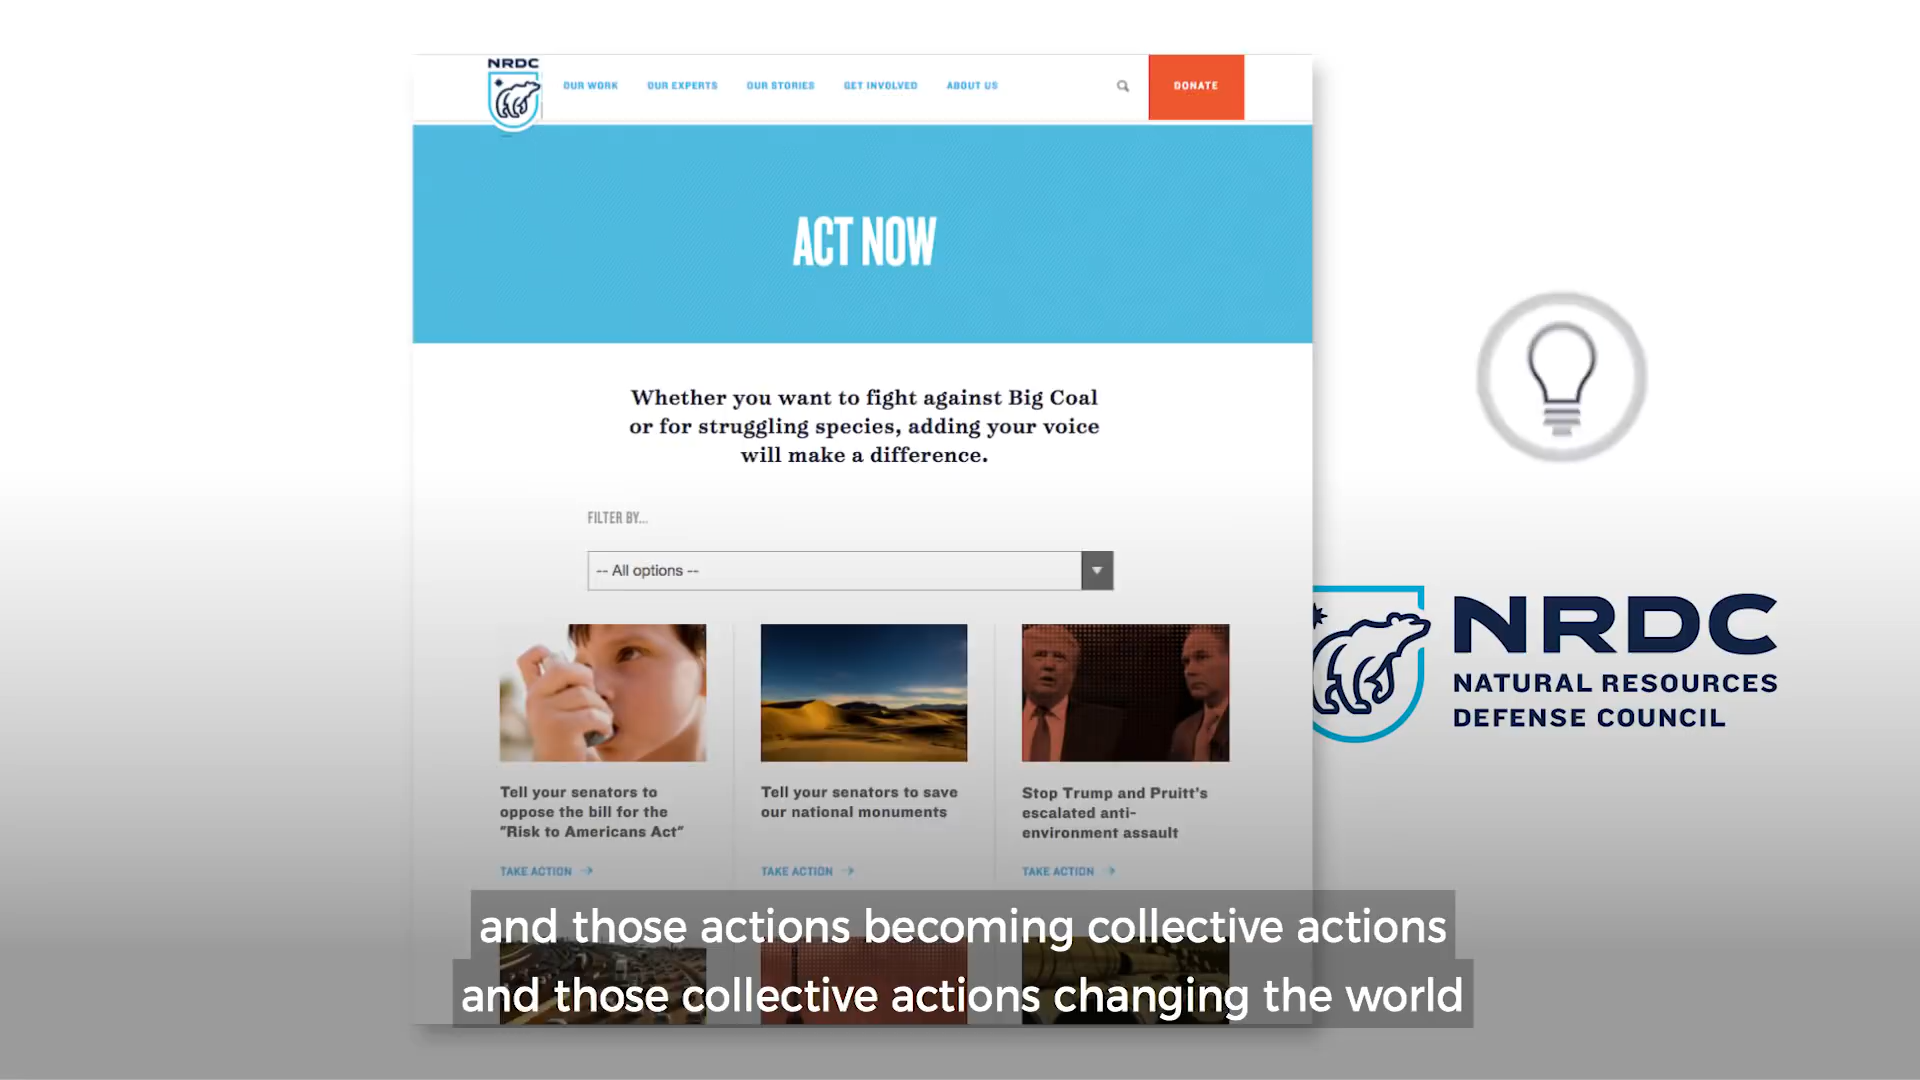 NRDC
OUR WORK
OUR EXPERTS
OUR STORIES
GET INVOLVED
ABOUT US
DONATE
ACT NOW
Whether you want to fight against Big Coal
or for struggling species, adding your voice
will make a difference.
FILTER BY...
-- All options --
Tell your senators to
oppose the bill for the
"Risk to Americans Act"
TAKE ACTION
Tell your senators to save
our national monuments
TAKE ACTION
Stop Trump and Pruitt's
escalated anti-
environment assault
TAKE ACTION
NRDC
NATURAL RESOURCES
DEFENSE COUNCIL
and those actions becoming collective actions
and those collective actions changing the world